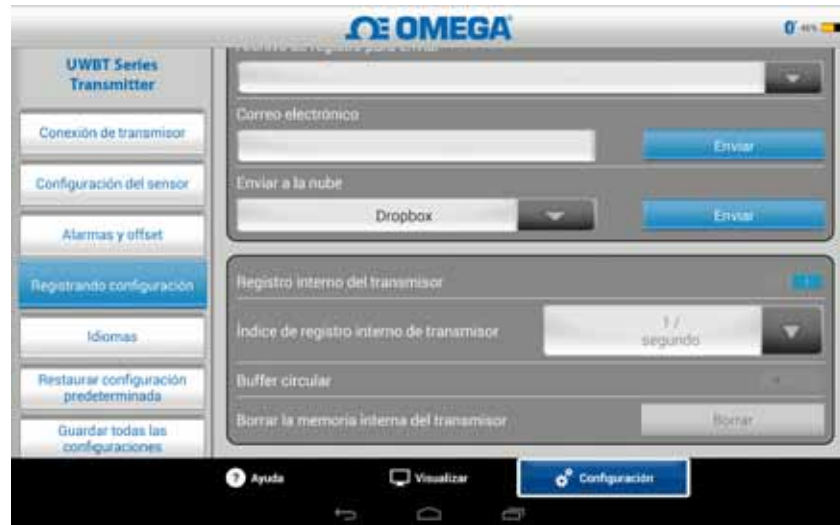 OMEGA
UWBT Series
Transmitter
Conexión de transmisor
Configuración del sensor
Alarmas y offset
Registrando configuración
Idiomas
Restaurar configuración
predeterminada
Guardar todas las
configuraciones
Correo electrónico
Enviar
Enviar a la nube
Dropbox
Enviar
Registro interno del transmisor
Índice de registro interno de transmisor
1 /
segundo
Buffer circular
Borrar la memoria interna del transmisor
Borrar
Ayuda
Visualizar
Configuración